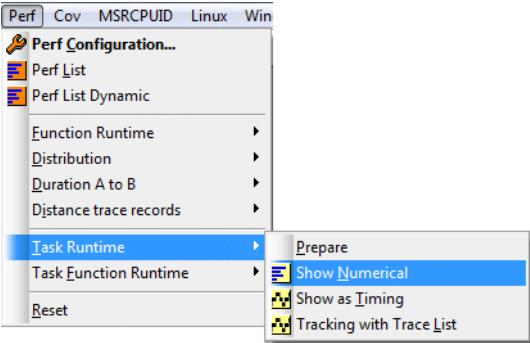 Perf Cov MSRCPUID Linux Win
Perf Configuration...
Perf List
Perf List Dynamic
Function Runtime
Distribution
Duration A to B
Distance trace records
Task Runtime
Task Function Runtime
Reset
Prepare
Show Numerical
Show as Timing
Tracking with Trace List